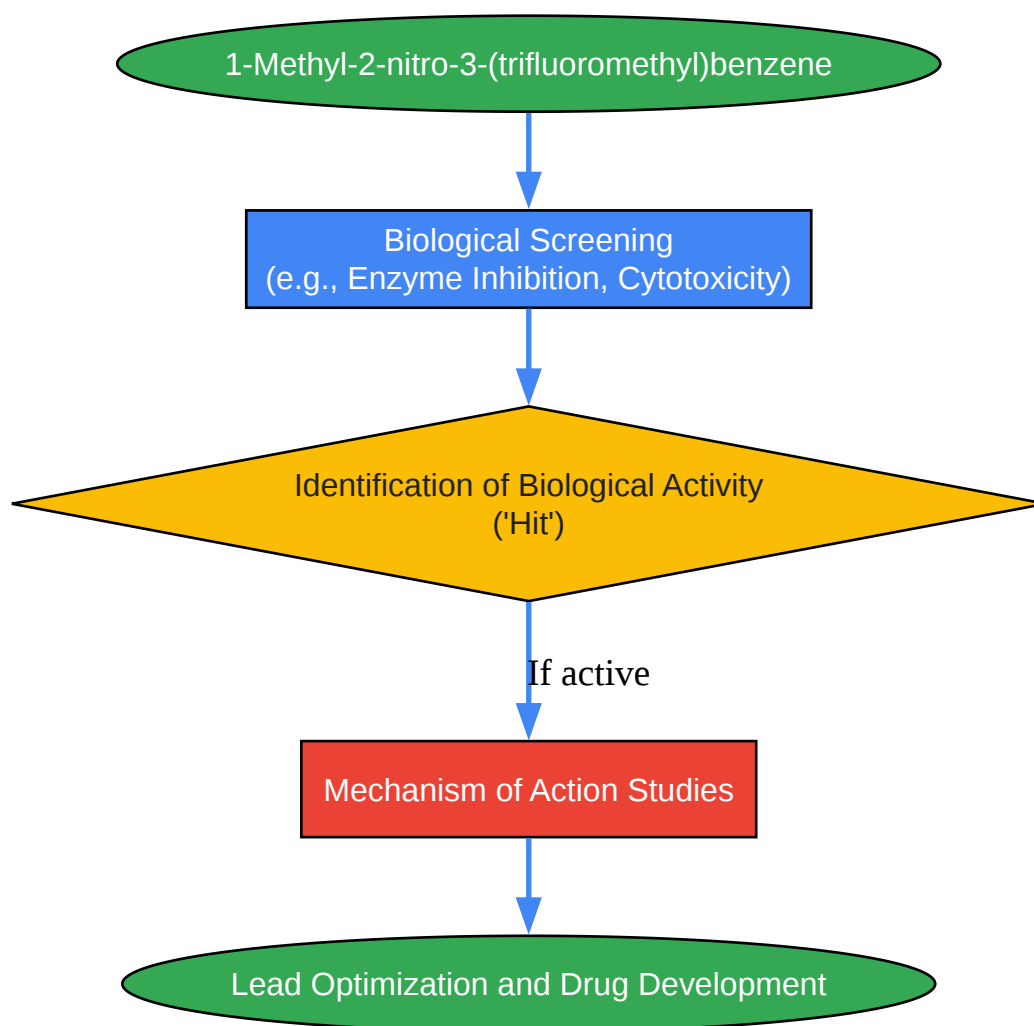 1-Methyl-2-nitro-3-(trifluoromethyl)benzene
Biological Screening
(e.g., Enzyme Inhibition, Cytotoxicity)
Identification of Biological Activity
('Hit')
If active
Mechanism of Action Studies
Lead Optimization and Drug Development